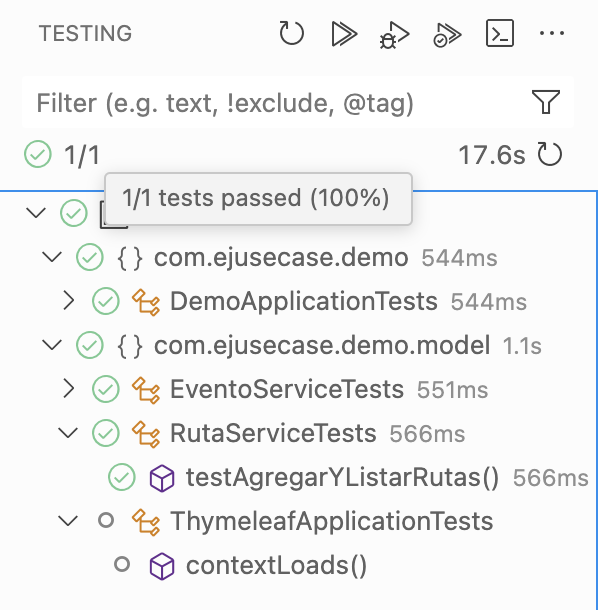 TESTING
Filter (e.g. text, !exclude, @tag)
1/1 17.6s
1/1 tests passed (100%)
{} com.ejusecase.demo 544ms
DemoApplicationTests 544ms
{} com.ejusecase.demo.model 1.1s
EventoServiceTests 551ms
RutaServiceTests 566ms
testAgregarYListarRutas() 566ms
ThymeleafApplicationTests
contextLoads()